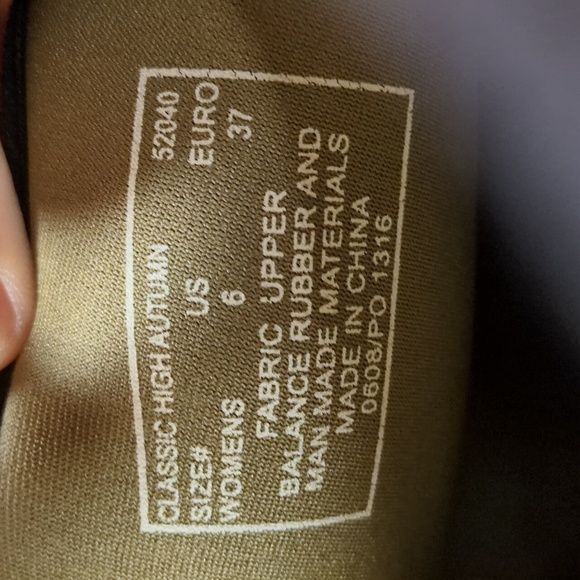 CLASSIC HIGH AUTUMN 52040
SIZE# US EURO
WOMENS 6 37
FABRIC UPPER
BALANCE RUBBER AND
MAN MADE MATERIALS
MADE IN CHINA
0608/PO 1316